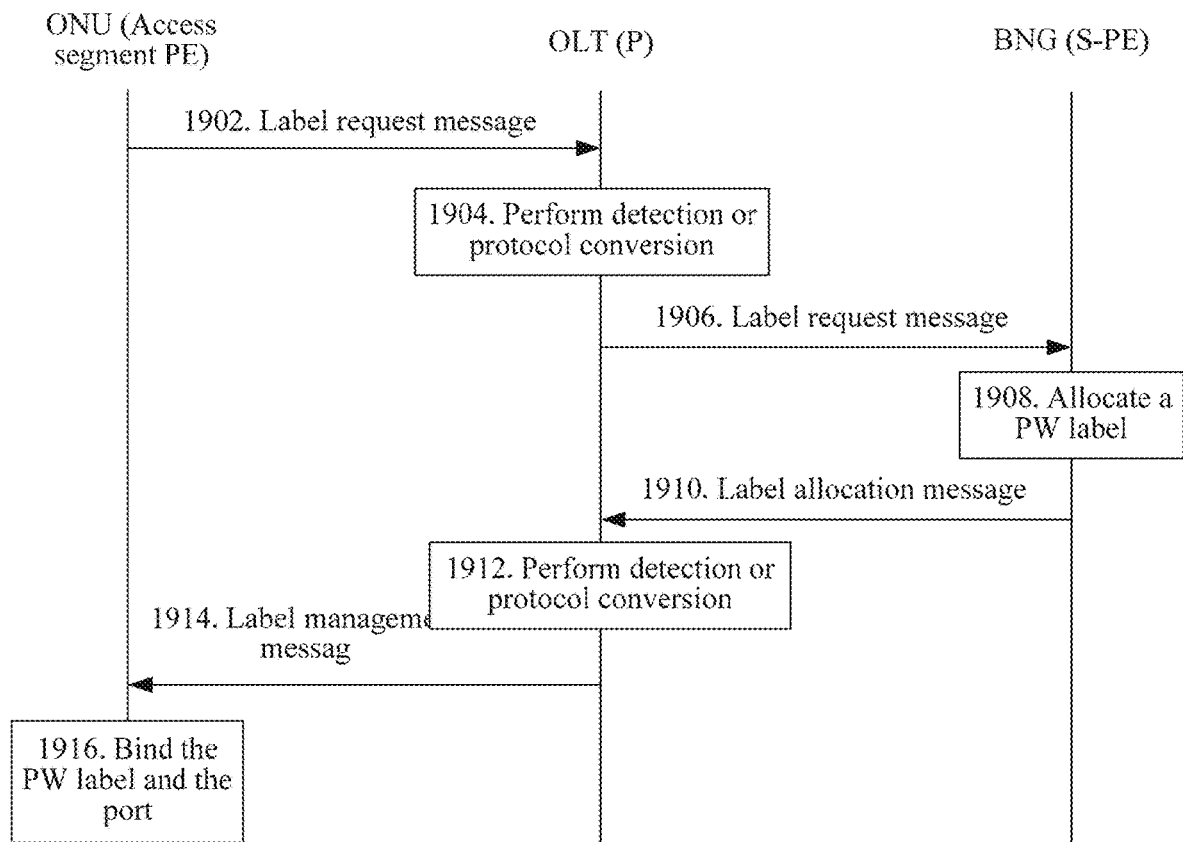 ONU (Access
segment PE)
OLT (P)
BNG (S-PE)
1902. Label request message
1904. Perform detection or
protocol conversion
1906. Label request message
1908. Allocate a
PW label
1910. Label allocation message
1912. Perform detection or
protocol conversion
1914. Label manageme
messag
1916. Bind the
PW label and the
port